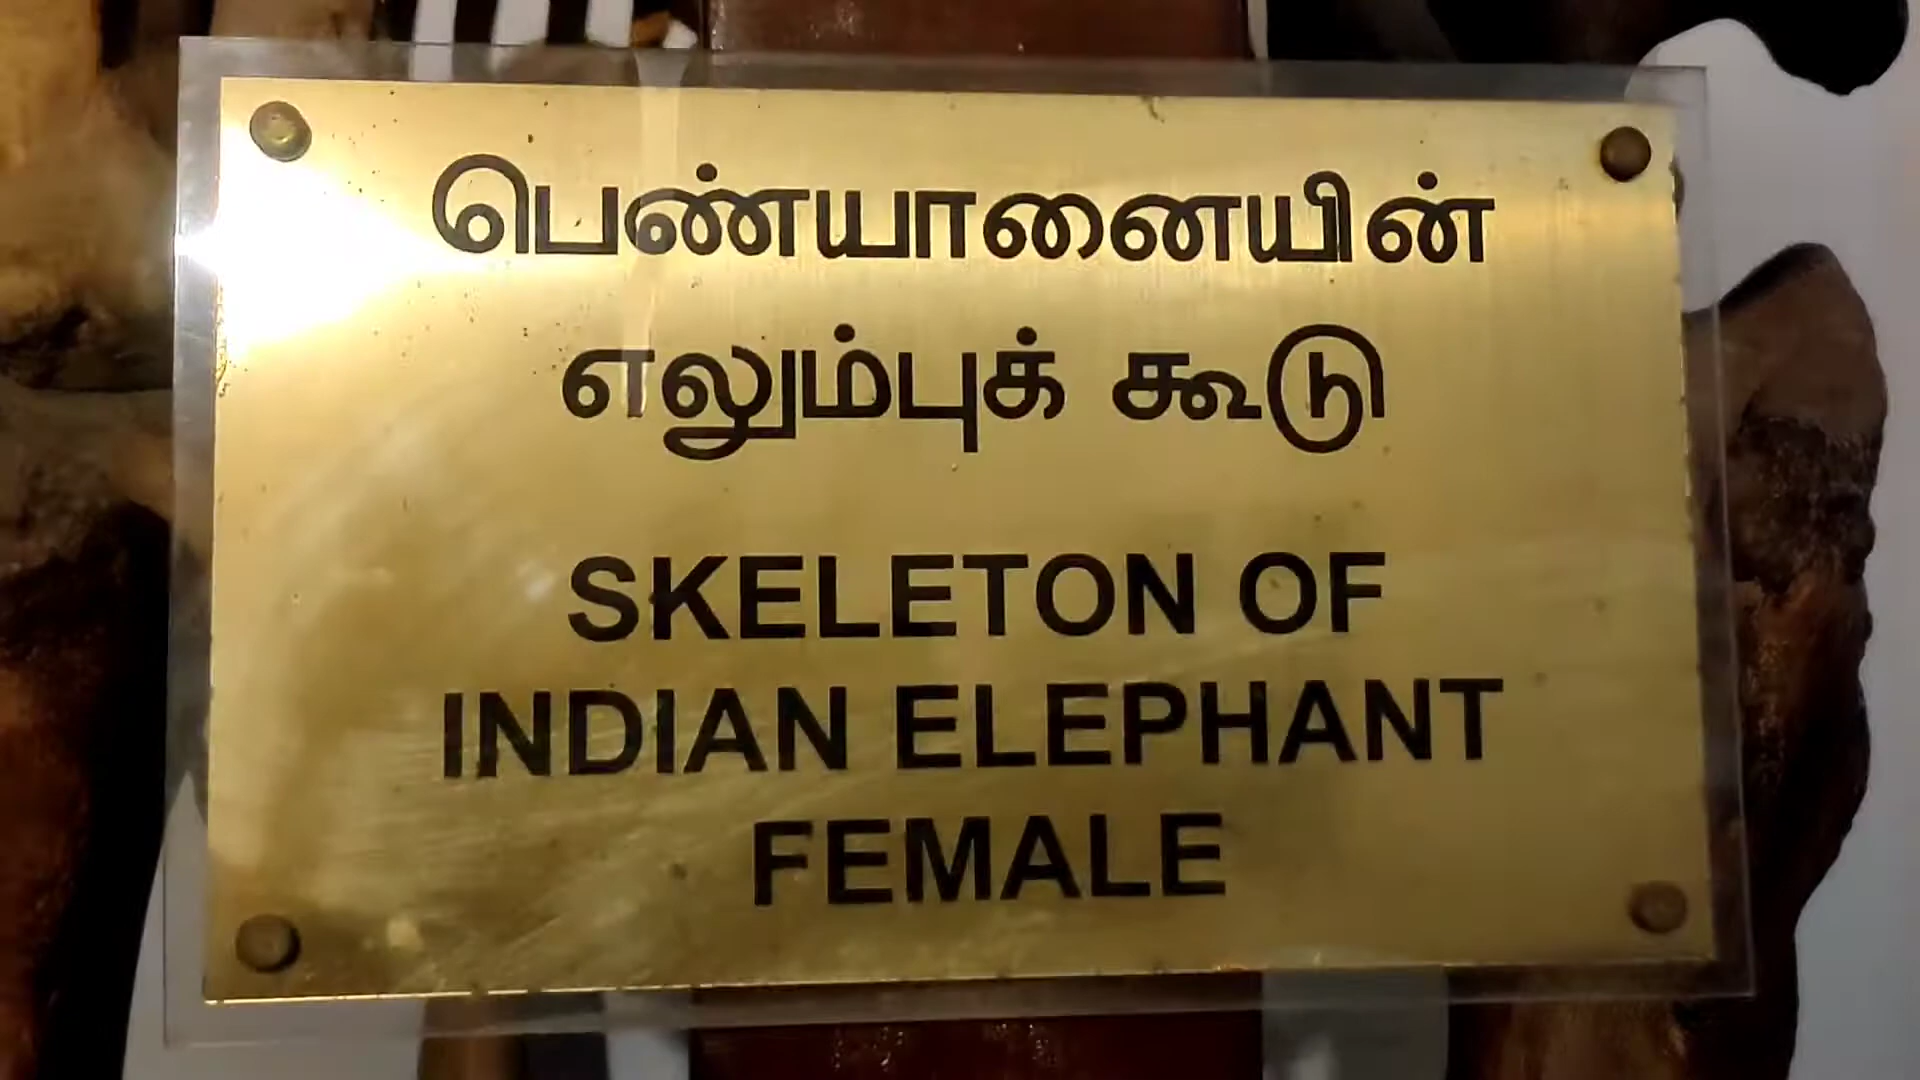 பெண்யானையின்
எலும்புக் கூடு
SKELETON OF
INDIAN ELEPHANT
FEMALE